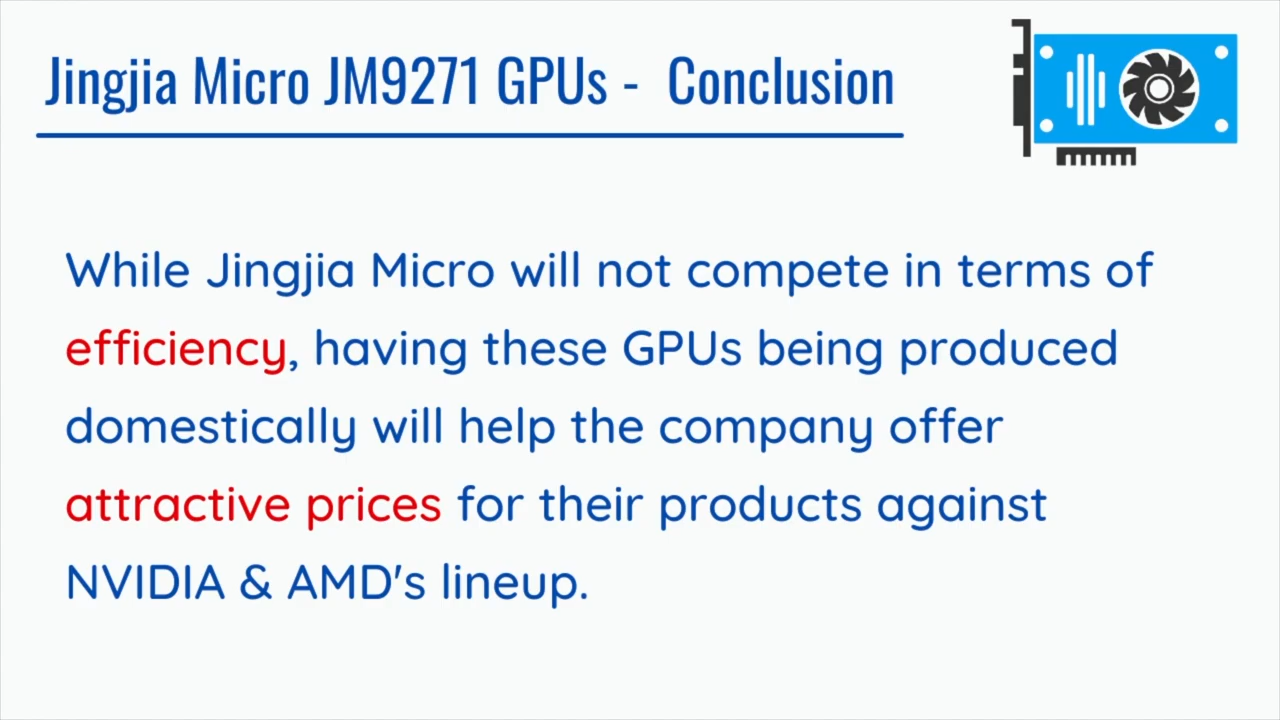 Jingjia Micro JM9271 GPUs - Conclusion
While Jingjia Micro will not compete in terms of
efficiency, having these GPUs being produced
domestically will help the company offer
attractive prices for their products against
NVIDIA & AMD's lineup.